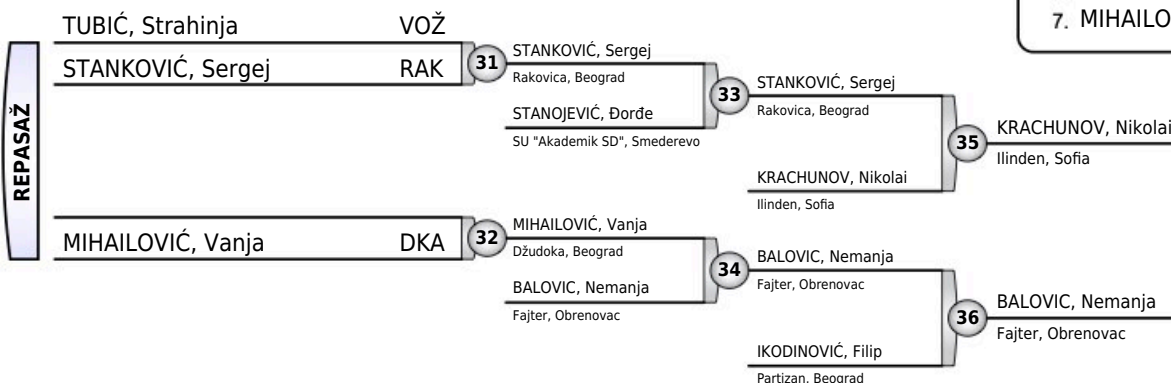 7. MIHAILO
REPASAŽ
TUBIĆ, Strahinja VOŽ
STANKOVIĆ, Sergej RAK
31
STANKOVIĆ, Sergej
Rakovica, Beograd
STANOJEVIĆ, Đorđe
SU "Akademik SD", Smederevo
33
STANKOVIĆ, Sergej
Rakovica, Beograd
KRACHUNOV, Nikolai
Ilinden, Sofia
35
KRACHUNOV, Nikolai
Ilinden, Sofia
MIHAILOVIĆ, Vanja DKA
32
MIHAILOVIĆ, Vanja
Džudoka, Beograd
BALOVIC, Nemanja
Fajter, Obrenovac
34
BALOVIC, Nemanja
Fajter, Obrenovac
IKODINOVIĆ, Filip
Partizan, Beograd
36
BALOVIC, Nemanja
Fajter, Obrenovac